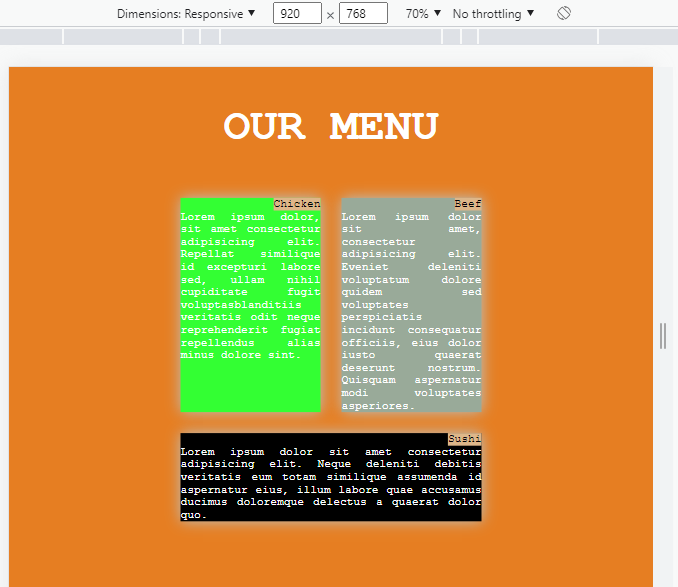 Dimensions: Responsive ▼ 920 × 768 70% ▼ No throttling ▼
OUR MENU
Chicken
Lorem ipsum dolor,
sit amet consectetur
adipisicing elit.
Repellat similique
id excepturi labore
sed, ullam nihil
cupiditate fugit
voluptasblanditiis
veritatis odit neque
reprehenderit fugiat
repellendus alias
minus dolore sint.
Beef
Lorem ipsum dolor
sit amet,
consectetur
adipisicing elit.
Eveniet deleniti
voluptatum dolore
quidem sed
voluptates
perspiciatis
incidunt consequatur
officiis, eius dolor
iusto quaerat
deserunt nostrum.
Quisquam aspernatur
modi voluptates
asperiores.
Sushi
Lorem ipsum dolor sit amet consectetur
adipisicing elit. Neque deleniti debitis
veritatis eum totam similique assumenda id
aspernatur eius, illum labore quae accusamus
ducimus doloremque delectus a quaerat dolor
quo.